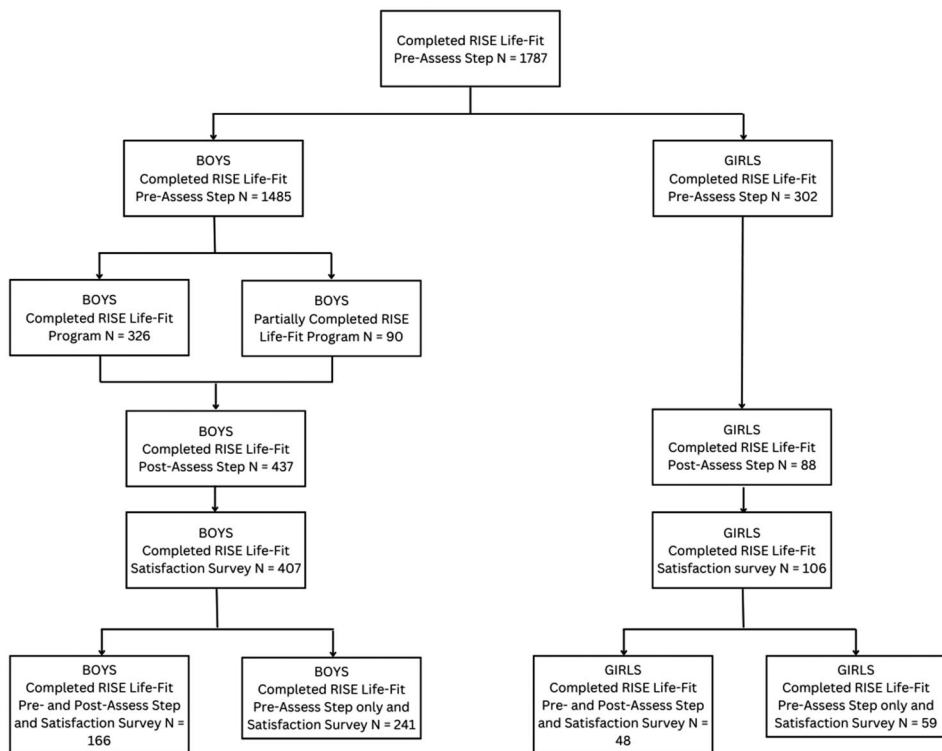 Completed RISE Life-Fit
Pre-Assess Step N = 1787
BOYS
Completed RISE Life-Fit
Pre-Assess Step N = 1485
GIRLS
Completed RISE Life-Fit
Pre-Assess Step N = 302
BOYS
Completed RISE Life-Fit
Program N = 326
BOYS
Partially Completed RISE
Life-Fit Program N = 90
BOYS
Completed RISE Life-Fit
Post-Assess Step N = 437
GIRLS
Completed RISE Life-Fit
Post-Assess Step N = 88
BOYS
Completed RISE Life-Fit
Satisfaction Survey N = 407
GIRLS
Completed RISE Life-Fit
Satisfaction survey N = 106
BOYS
Completed RISE Life-Fit
Pre- and Post-Assess Step
and Satisfaction Survey N =
166
BOYS
Completed RISE Life-Fit
Pre-Assess Step only and
Satisfaction Survey N = 241
GIRLS
Completed RISE Life-Fit
Pre- and Post-Assess Step
and Satisfaction Survey N =
48
GIRLS
Completed RISE Life-Fit
Pre-Assess Step only and
Satisfaction Survey N = 59